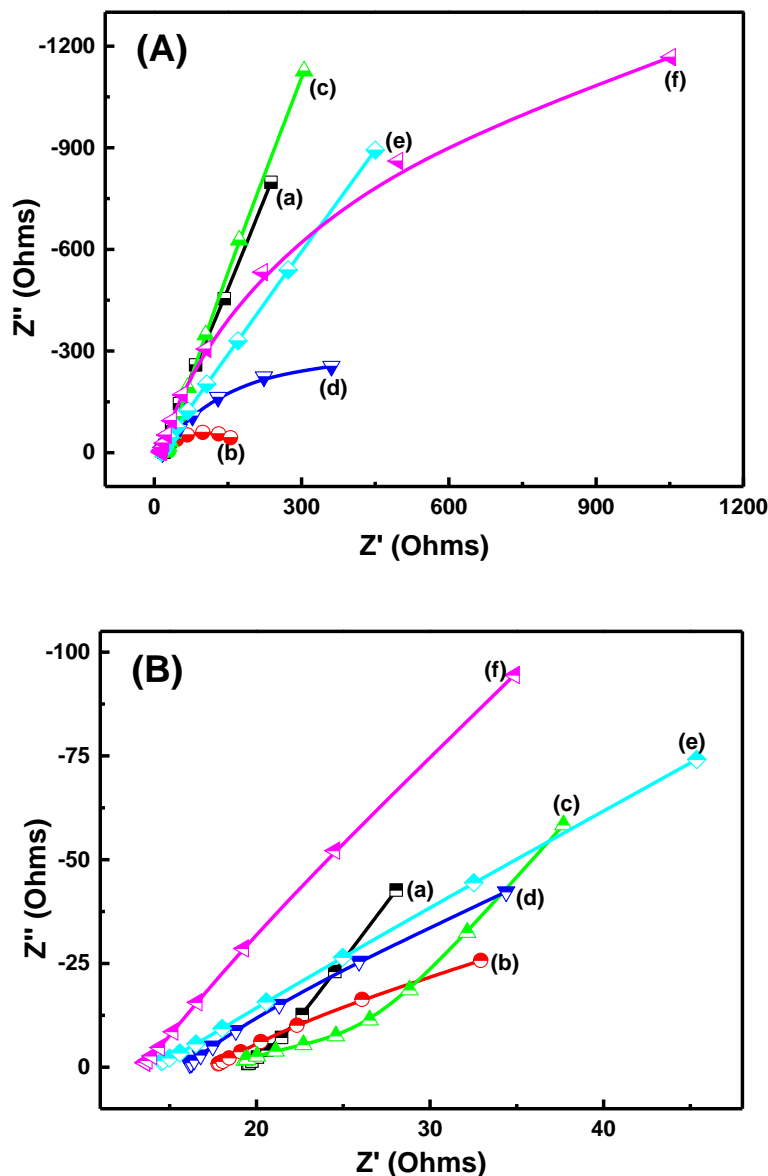 (A)
-1200
-900
-600
-300
0
(c)
(a)
(e)
(f)
(d)
(b)
0
300
600
900
1200
Z'' (Ohms)
Z' (Ohms)
(B)
-100
-75
-50
-25
0
(f)
(e)
(c)
(a)
(d)
(b)
20
30
40
Z'' (Ohms)
Z' (Ohms)